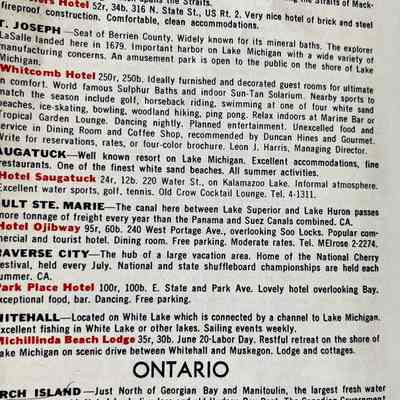 Hotel 52r, 34b. 316 N. State St., US Rt. 2. Very nice hotel of brick and steel
fireproof construction. Comfortable, clean accommodations.
T. JOSEPH—Seat of Berrien County. Widely known for its mineral baths. The explorer
LaSalle landed here in 1679. Important harbor on Lake Michigan with a wide variety of
manufacturing concerns. An amusement park is open to the public on the shore of Lake
Michigan.
Whitcomb Hotel 250r, 250b. Ideally furnished and decorated guest rooms for ultimate
in comfort. World famous Sulphur Baths and indoor Sun-Tan Solarium. Nearby sports to
match the season include golf, horseback riding, swimming at one of four white sand
beaches, ice-skating, bowling, woodland hiking, ping pong. Relax indoors at Marine Bar or
Tropical Garden Lounge. Dancing nightly. Planned entertainment. Unexcelled food and
service in Dining Room and Coffee Shop, recommended by Duncan Hines and Gourmet.
Write for reservations, rates, or four-color brochure. Leon J. Harris, Managing Director.
AUGATUCK—Well known resort on Lake Michigan. Excellent accommodations, fine
restaurants. One of the finest white sand beaches. All summer activities.
Hotel Saugatuck 24r, 12b. 220 Water St., on Kalamazoo Lake. Informal atmosphere.
Excellent water sports, golf, tennis. Old Crow Cocktail Lounge. Tel. 4-1311.
ULT STE. MARIE—The canal here between Lake Superior and Lake Huron passes
more tonnage of freight every year than the Panama and Suez Canals combined. CA.
Hotel Ojibway 95r, 60b. 240 West Portage Ave., overlooking Soo Locks. Popular com-
mercial and tourist hotel. Dining room. Free parking. Moderate rates. Tel. MElrose 2-2274.
RAVERSE CITY—The hub of a large vacation area. Home of the National Cherry
Festival, held every July. National and state shuffleboard championships are held each
summer. CA.
Park Place Hotel 100r, 100b. E. State and Park Ave. Lovely hotel overlooking Bay.
Exceptional food, bar. Dancing. Free parking.
WHITEHALL—Located on White Lake which is connected by a channel to Lake Michigan.
Excellent fishing in White Lake or other lakes. Sailing events weekly.
Michillinda Beach Lodge 35r, 30b. June 20-Labor Day. Restful retreat on the shore of
Lake Michigan on scenic drive between Whitehall and Muskegon. Lodge and cottages.
ONTARIO
RCH ISLAND—Just North of Georgian Bay and Manitoulin, the largest fresh water